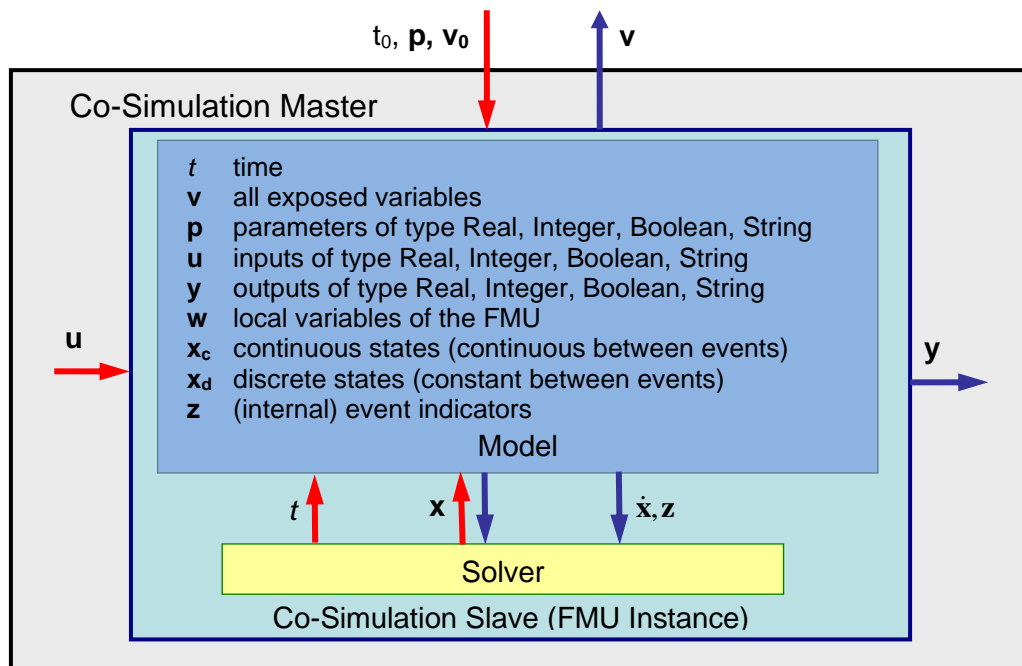 t0, p, v0
v
Co-Simulation Master
t time
v all exposed variables
p parameters of type Real, Integer, Boolean, String
u inputs of type Real, Integer, Boolean, String
y outputs of type Real, Integer, Boolean, String
w local variables of the FMU
xc continuous states (continuous between events)
xd discrete states (constant between events)
z (internal) event indicators
u
y
Model
t
x
ẋ, z
Solver
Co-Simulation Slave (FMU Instance)